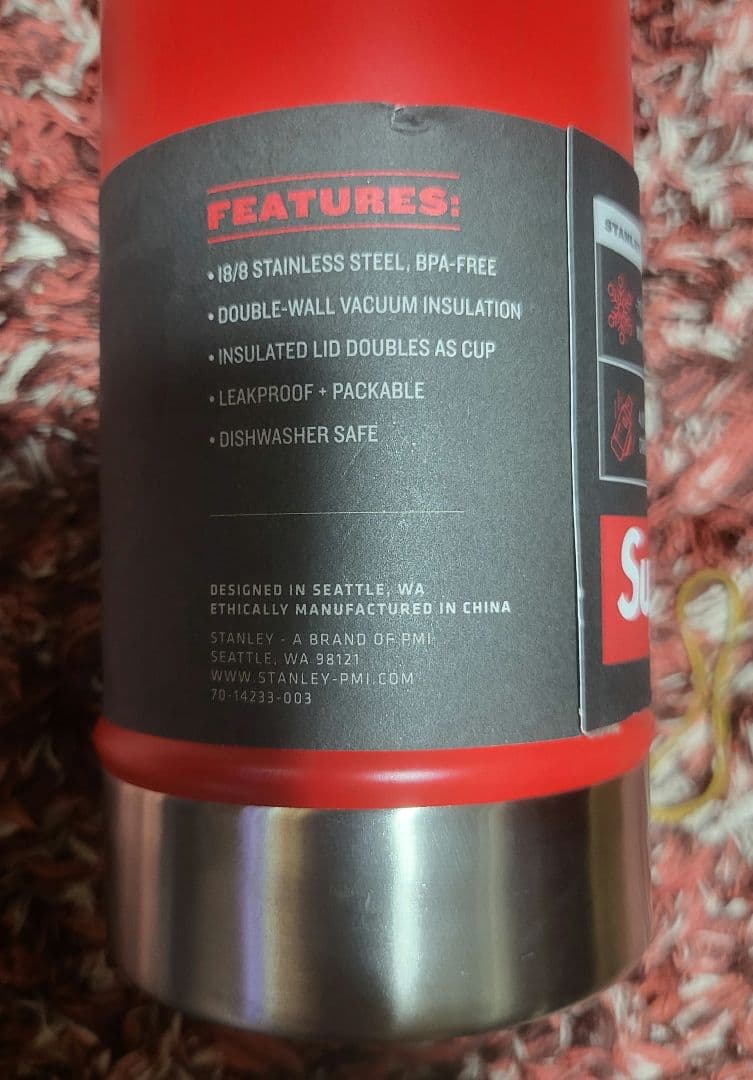 FEATURES:
• 18/8 STAINLESS STEEL, BPA-FREE
• DOUBLE-WALL VACUUM INSULATION
• INSULATED LID DOUBLES AS CUP
• LEAKPROOF + PACKABLE
• DISHWASHER SAFE
DESIGNED IN SEATTLE, WA
ETHICALLY MANUFACTURED IN CHINA
STANLEY - A BRAND OF PMI
SEATTLE, WA 98121
WWW.STANLEY-PMI.COM
70-14233-003
STANL
Su